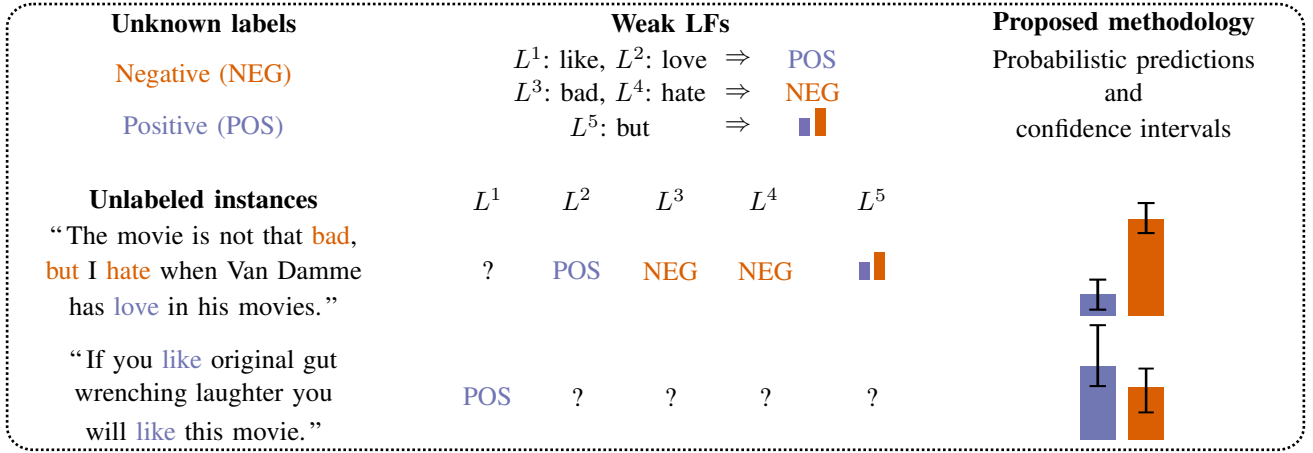 Unknown labels
Negative (NEG)
Positive (POS)
Weak LFs
L¹: like, L²: love ⇒ POS
L³: bad, L⁴: hate ⇒ NEG
L⁵: but ⇒
Proposed methodology
Probabilistic predictions
and
confidence intervals
Unlabeled instances L¹ L² L³ L⁴ L⁵
“The movie is not that bad,
but I hate when Van Damme
has love in his movies.”
? POS NEG NEG
“If you like original gut
wrenching laughter you
will like this movie.”
POS ? ? ? ?